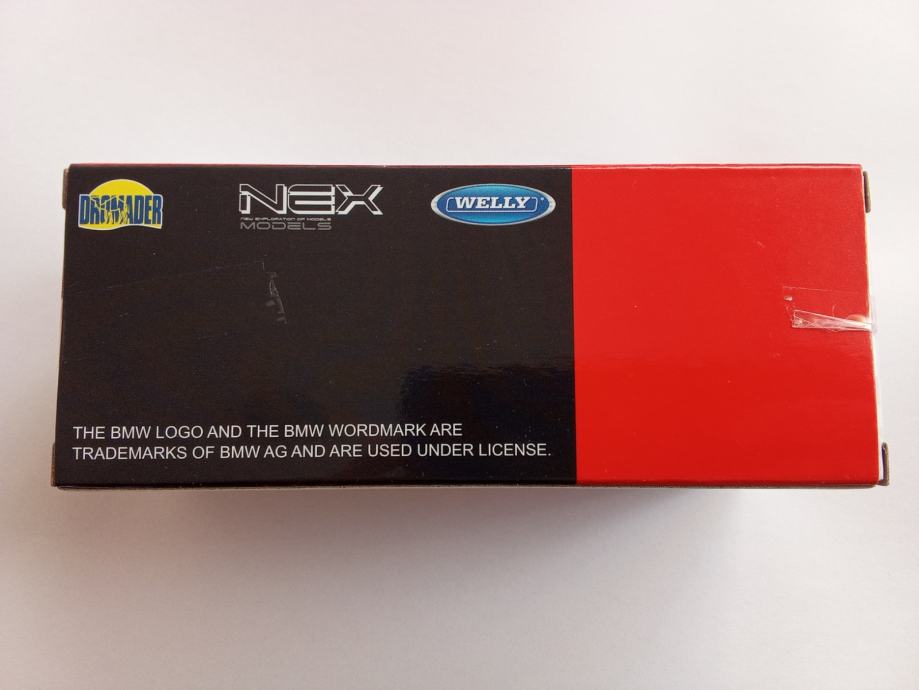 DROMADER
NEX
NEW EXPLORATION OF MODELS
MODELS
WELLY
THE BMW LOGO AND THE BMW WORDMARK ARE
TRADEMARKS OF BMW AG AND ARE USED UNDER LICENSE.